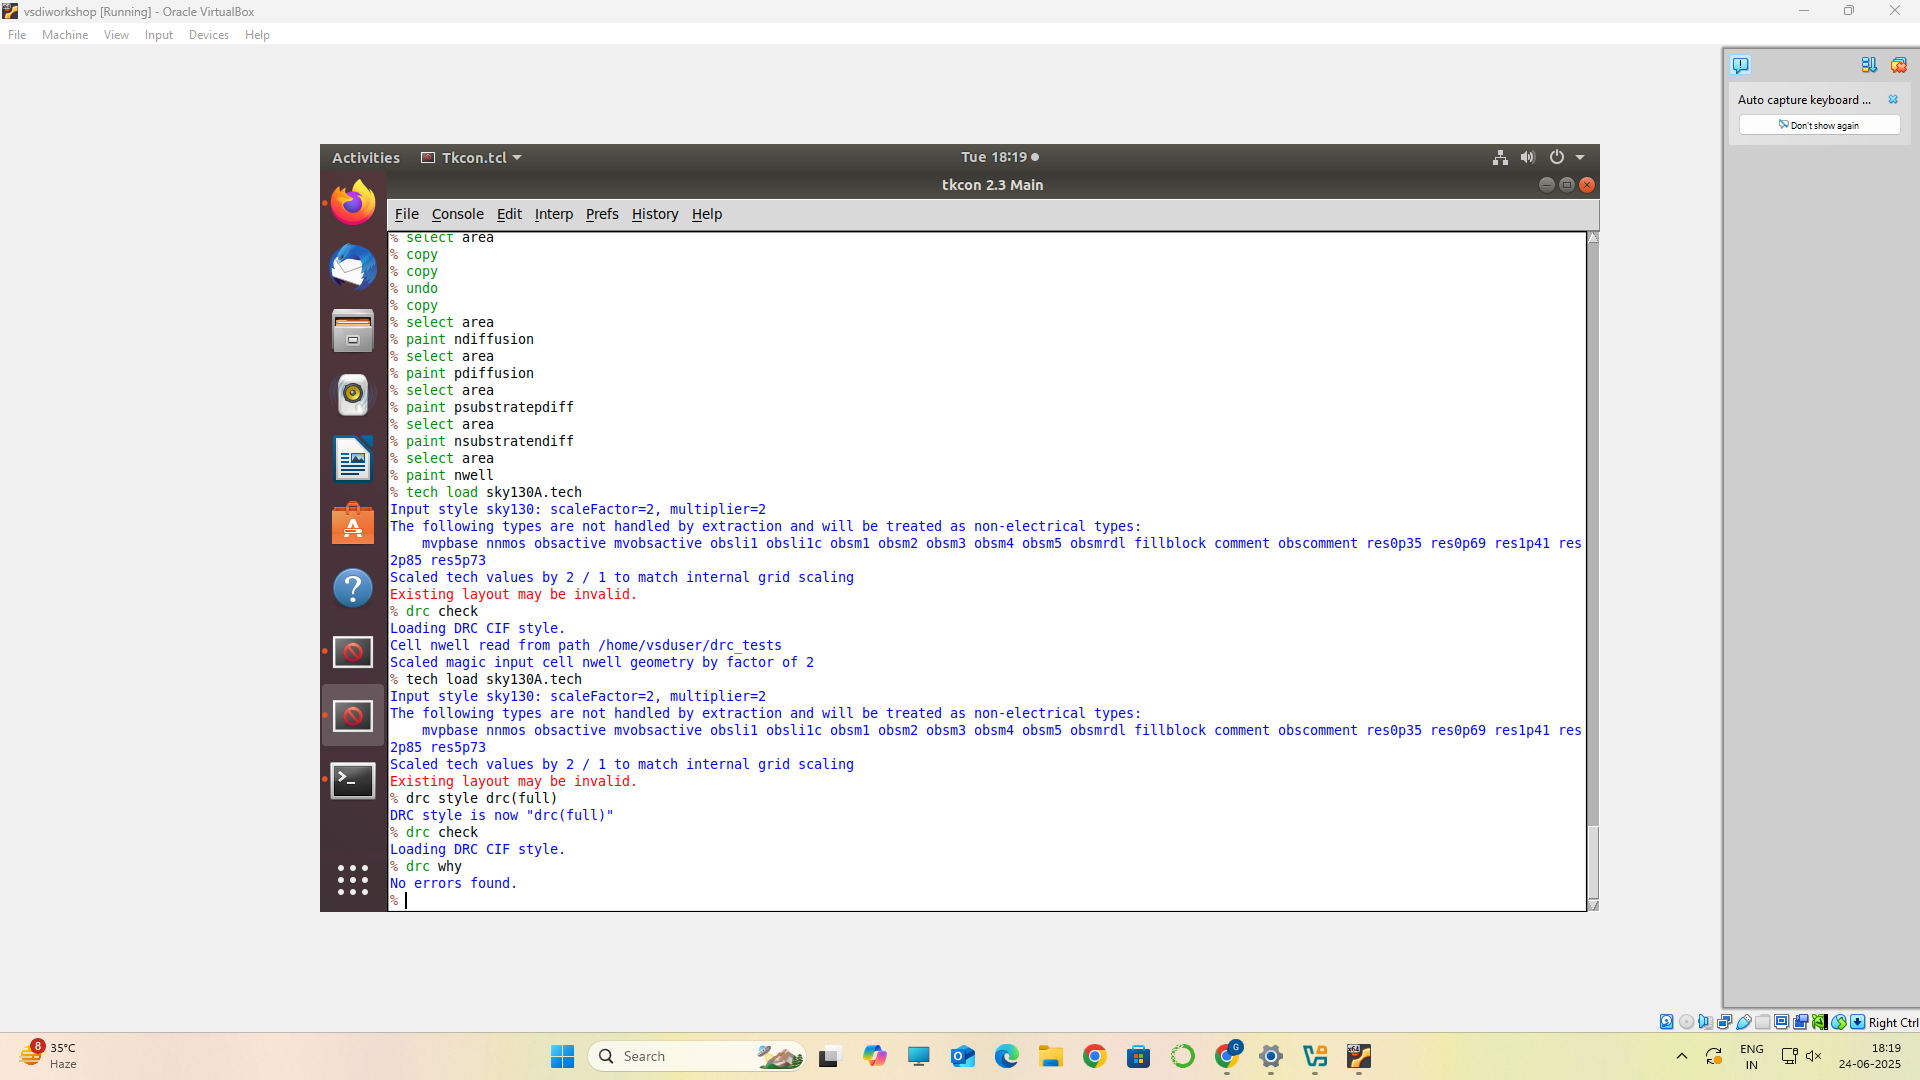 vsdiworkshop [Running] - Oracle VirtualBox
File Machine View Input Devices Help
Auto capture keyboard ...
Don't show again
Activities Tkcon.tcl Tue 18:19
tkcon 2.3 Main
File Console Edit Interp Prefs History Help
% select area
% copy
% copy
% undo
% copy
% select area
% paint ndiffusion
% select area
% paint pdiffusion
% select area
% paint psubstratepdiff
% select area
% paint nsubstratendiff
% select area
% paint nwell
% tech load sky130A.tech
Input style sky130: scaleFactor=2, multiplier=2
The following types are not handled by extraction and will be treated as non-electrical types:
mvpbase nnmos obsactive mvobsactive obsli1 obsli1c obsm1 obsm2 obsm3 obsm4 obsm5 obsmrdl fillblock comment obscomment res0p35 res0p69 res1p41 res
2p85 res5p73
Scaled tech values by 2 / 1 to match internal grid scaling
Existing layout may be invalid.
% drc check
Loading DRC CIF style.
Cell nwell read from path /home/vsduser/drc_tests
Scaled magic input cell nwell geometry by factor of 2
% tech load sky130A.tech
Input style sky130: scaleFactor=2, multiplier=2
The following types are not handled by extraction and will be treated as non-electrical types:
mvpbase nnmos obsactive mvobsactive obsli1 obsli1c obsm1 obsm2 obsm3 obsm4 obsm5 obsmrdl fillblock comment obscomment res0p35 res0p69 res1p41 res
2p85 res5p73
Scaled tech values by 2 / 1 to match internal grid scaling
Existing layout may be invalid.
% drc style drc(full)
DRC style is now "drc(full)"
% drc check
Loading DRC CIF style.
% drc why
No errors found.
%
Right Ctrl
8 35°C
Haze
Search
G
ENG
IN
18:19
24-06-2025